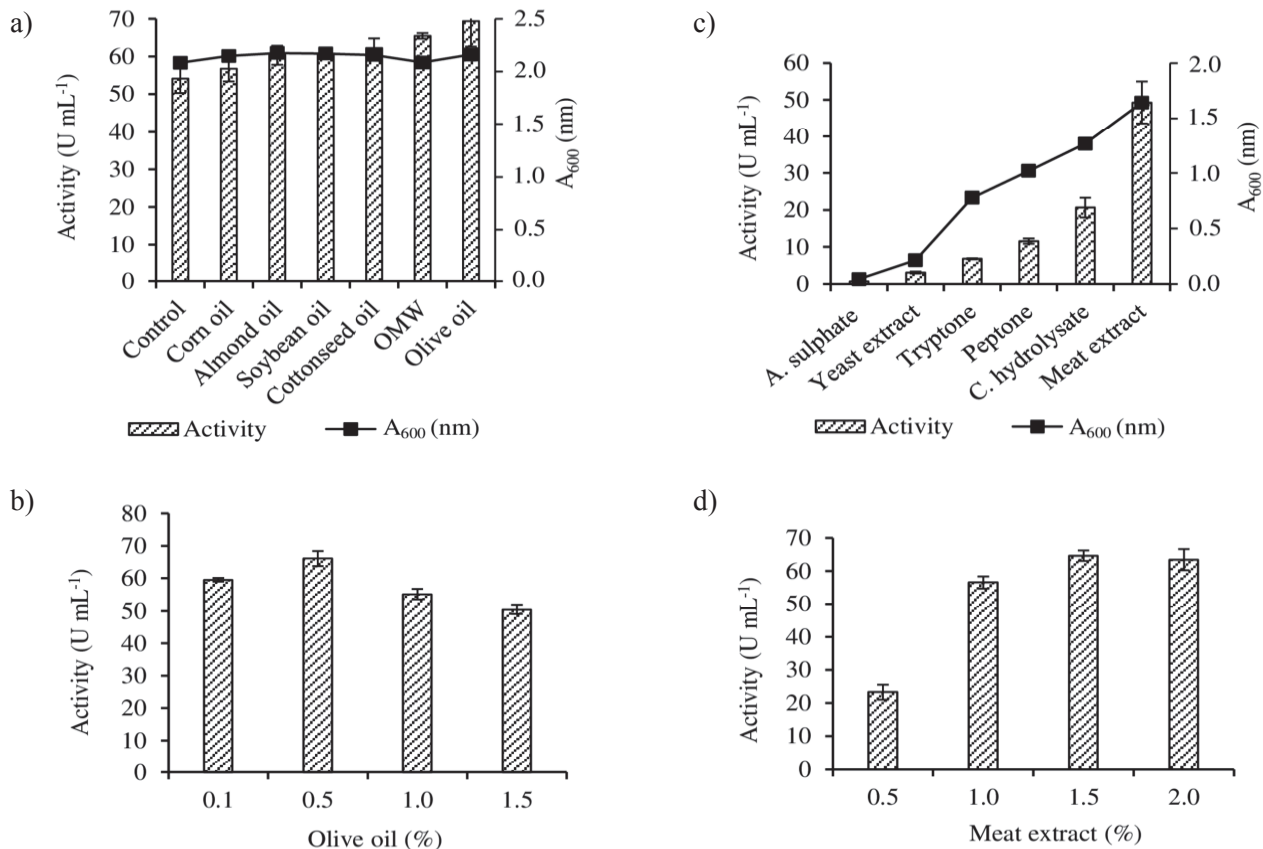 a)
70
60
50
40
30
20
10
0
Activity (U mL-1)
2.5
2.0
1.5
1.0
0.5
0.0
A600 (nm)
Control
Corn oil
Almond oil
Soybean oil
Cottonseed oil
OMW
Olive oil
Activity
A600 (nm)
c)
60
50
40
30
20
10
0
Activity (U mL-1)
2.0
1.5
1.0
0.5
0.0
A600 (nm)
A. sulphate
Yeast extract
Tryptone
Peptone
C. hydrolysate
Meat extract
Activity
A600 (nm)
b)
80
70
60
50
40
30
20
10
0
Activity (U mL-1)
0.1 0.5 1.0 1.5
Olive oil (%)
d)
70
60
50
40
30
20
10
0
Activity (U mL-1)
0.5 1.0 1.5 2.0
Meat extract (%)